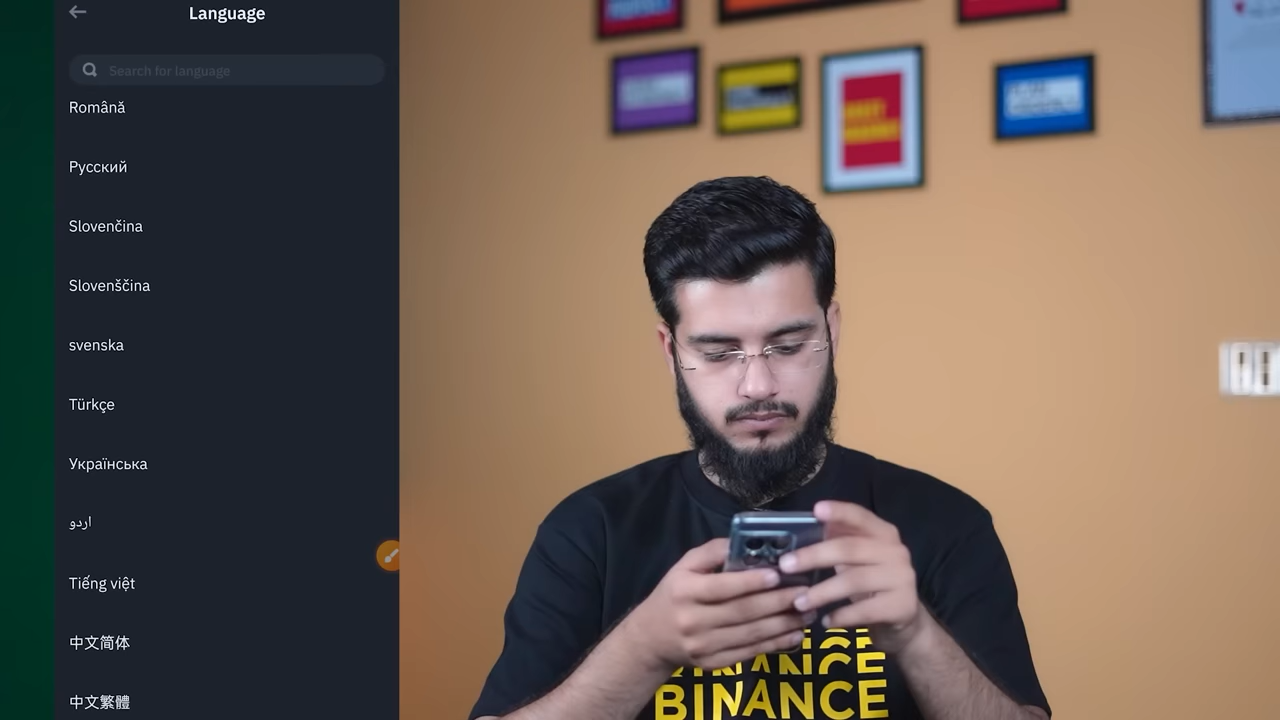 Language
Search for language
Română
Русский
Slovenčina
Slovenščina
svenska
Türkçe
Українська
اردو
Tiếng việt
中文简体
中文繁體
BINANCE
BINANCE